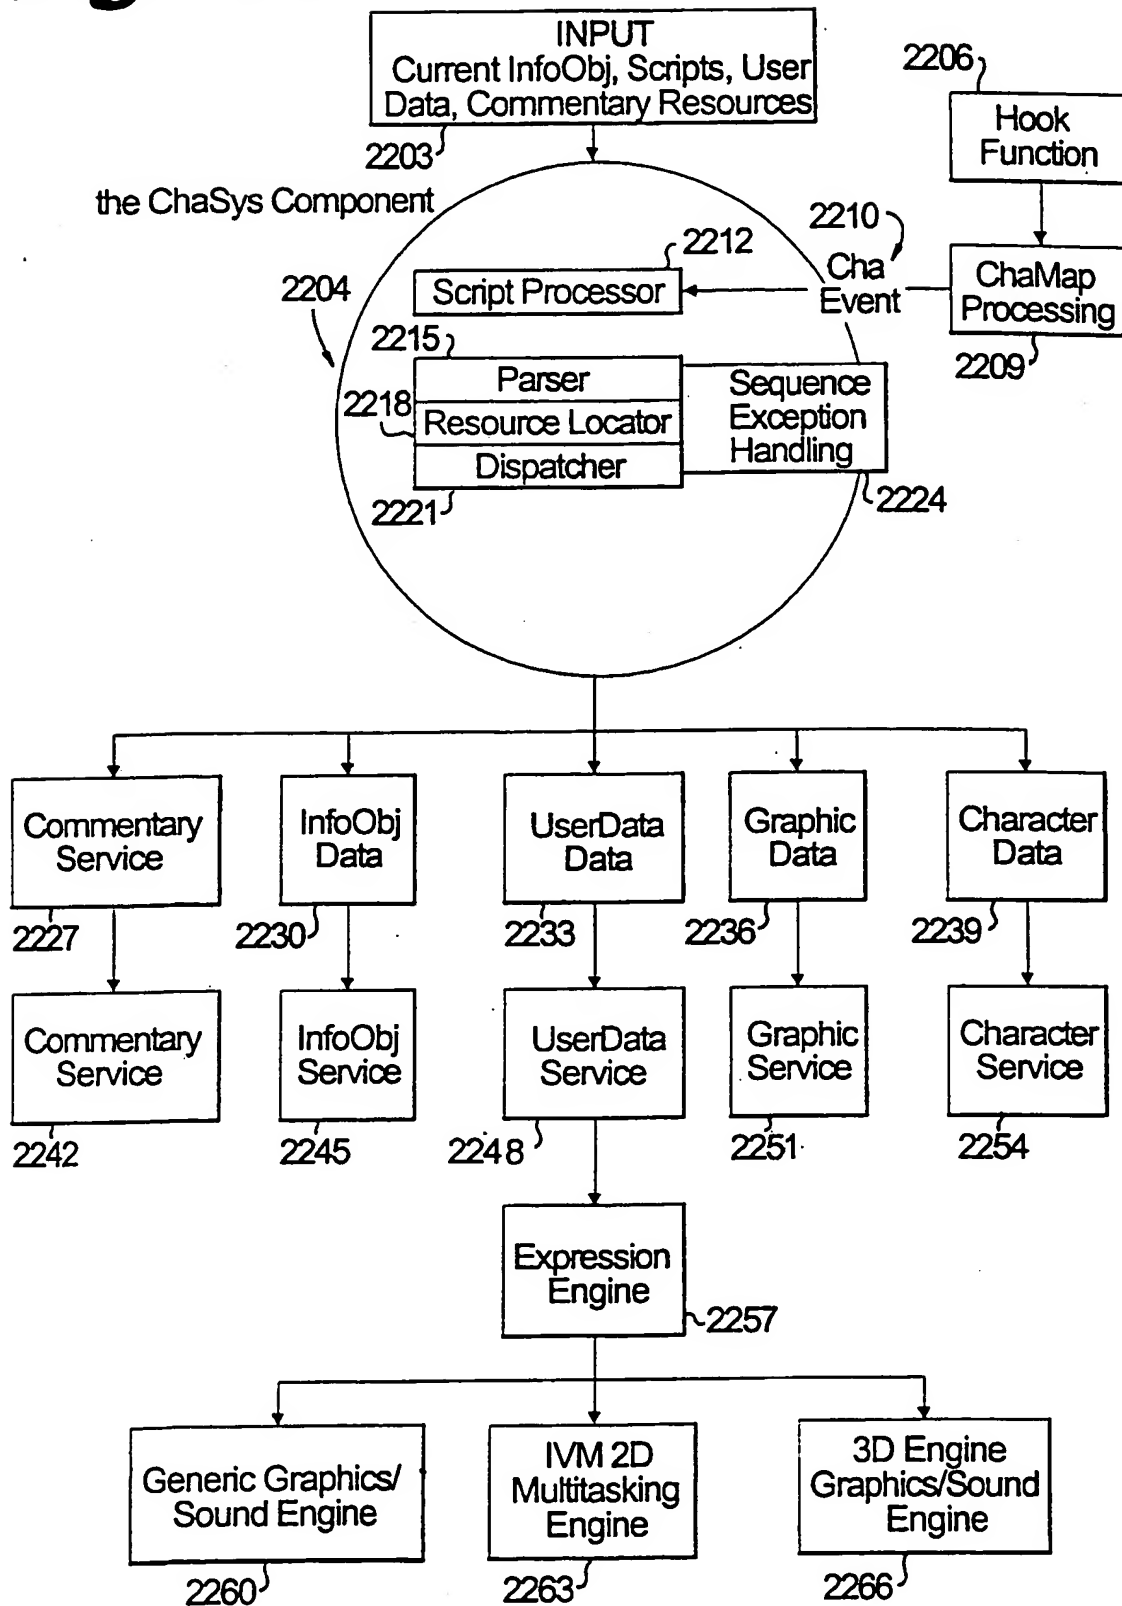 INPUT
Current InfoObj, Scripts, User
Data, Commentary Resources
2203
2206
Hook
Function
the ChaSys Component
2210
2212
Cha
Event
ChaMap
Processing
2209
2204
Script Processor
2215
Parser
2218
Resource Locator
Dispatcher
2221
Sequence
Exception
Handling
2224
Commentary
Service
2227
InfoObj
Data
2230
UserData
Data
2233
Graphic
Data
2236
Character
Data
2239
Commentary
Service
2242
InfoObj
Service
2245
UserData
Service
2248
Graphic
Service
2251
Character
Service
2254
Expression
Engine
2257
Generic Graphics/
Sound Engine
2260
IVM 2D
Multitasking
Engine
2263
3D Engine
Graphics/Sound
Engine
2266